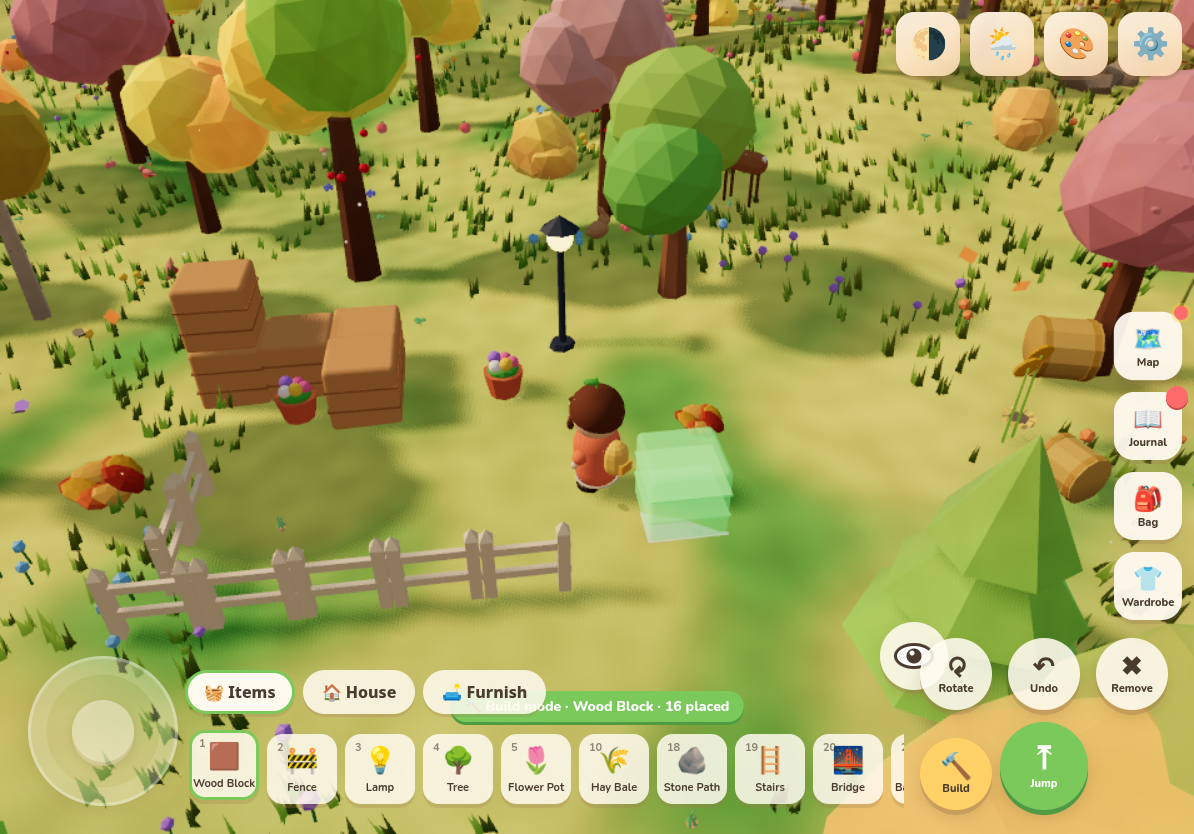 Map
Journal
Bag
Wardrobe
Rotate
Undo
Remove
Items
House
Furnish
Build mode · Wood Block · 16 placed
1
Wood Block
2
Fence
3
Lamp
4
Tree
5
Flower Pot
10
Hay Bale
18
Stone Path
19
Stairs
20
Bridge
Build
Jump